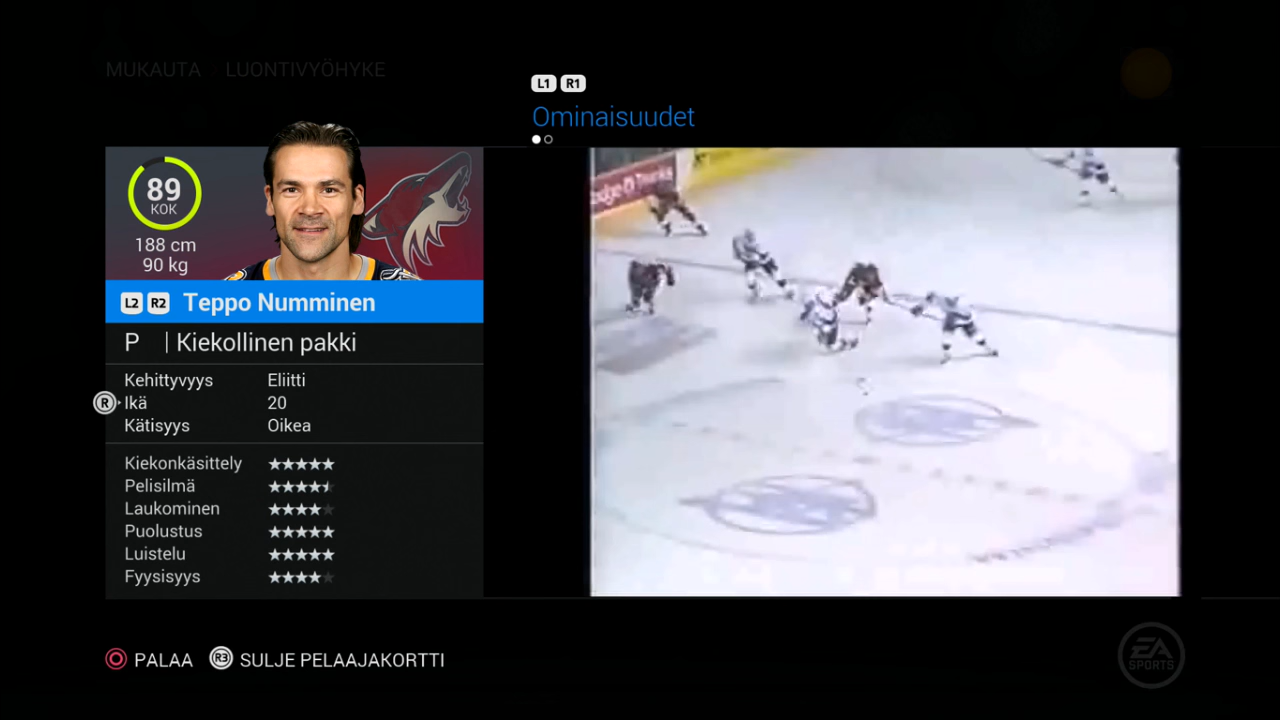 MUKAUTA / LUONTIVYÖHYKE
L1 R1
Ominaisuudet
89
KOK
188 cm
90 kg
L2 R2 Teppo Numminen
P | Kiekollinen pakki
Kehittyvyys Eliitti
R Ikä 20
Kätisyys Oikea
Kiekonkäsittely ★★★★★
Pelisilmä
Laukominen
Puolustus ★★★★★
Luistelu ★★★★★
Fyysisyys
PALAA R3 SULJE PELAAJAKORTTI
EA
SPORTS